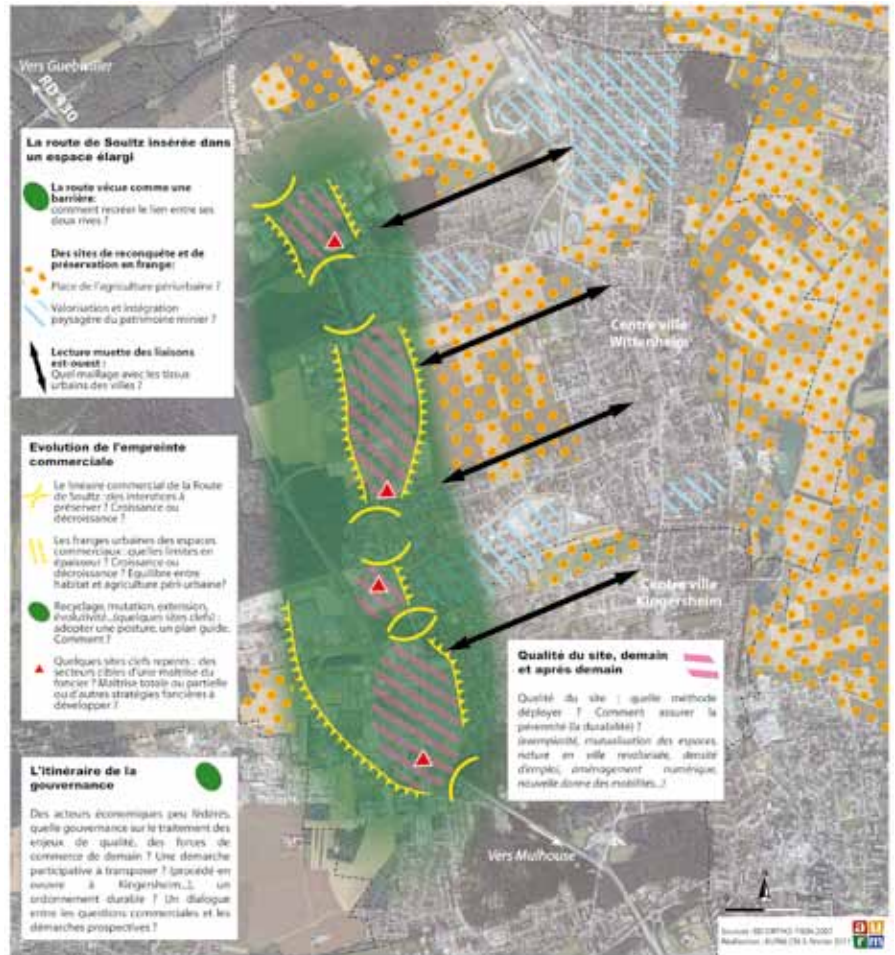 Vers Guebwiller
RD 430
La route de Soultz insérée dans
un espace élargi
La route vécue comme une
barrière:
comment recréer le lien entre ses
deux rives ?
Des sites de reconquête et de
préservation en frange:
Place de l'agriculture périurbaine ?
Valorisation et intégration
paysagère du patrimoine minier ?
Lecture muette des liaisons
est-ouest :
Quel maillage avec les tissus
urbains des villes ?
Evolution de l'empreinte
commerciale
Le linéaire commercial de la Route
de Soultz : des interstices à
préserver ? Croissance ou
décroissance ?
Les franges urbaines des espaces
commerciaux : quelles limites en
épaisseur ? Croissance ou
décroissance ? Equilibre entre
habitat et agriculture péri-urbaine?
Recyclage, mutation, extension,
évolutivité...(quelques sites clefs) :
adopter une posture, un plan guide.
Comment ?
Quelques sites clefs repérés : des
secteurs cibles d'une maîtrise du
foncier ? Maîtrise totale ou partielle
ou d'autres stratégies foncières à
développer ?
L'itinéraire de la
gouvernance
Des acteurs économiques peu fédérés,
quelle gouvernance sur le traitement des
enjeux de qualité, des forces de
commerce de demain ? Une démarche
participative à transposer ? (procédé en
oeuvre à Kingersheim...), un
ordonnement durable ? Un dialogue
entre les questions commerciales et les
démarches prospectives ?
Centre ville
Wittenheim
Centre ville
Kingersheim
Qualité du site, demain
et après demain
Qualité du site : quelle méthode
déployer ? Comment assurer la
pérennité (la durabilité) ?
(exemplarité, mutualisation des espaces,
nature en ville revalorisée, densité
d'emploi, aménagement numérique,
nouvelle donne des mobilités...)
Vers Mulhouse
a u
r m